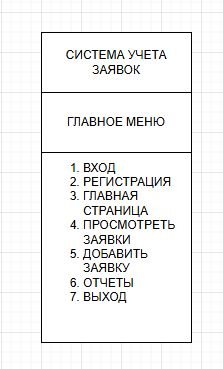 СИСТЕМА УЧЕТА
ЗАЯВОК
ГЛАВНОЕ МЕНЮ
1. ВХОД
2. РЕГИСТРАЦИЯ
3. ГЛАВНАЯ
СТРАНИЦА
4. ПРОСМОТРЕТЬ
ЗАЯВКИ
5. ДОБАВИТЬ
ЗАЯВКУ
6. ОТЧЕТЫ
7. ВЫХОД